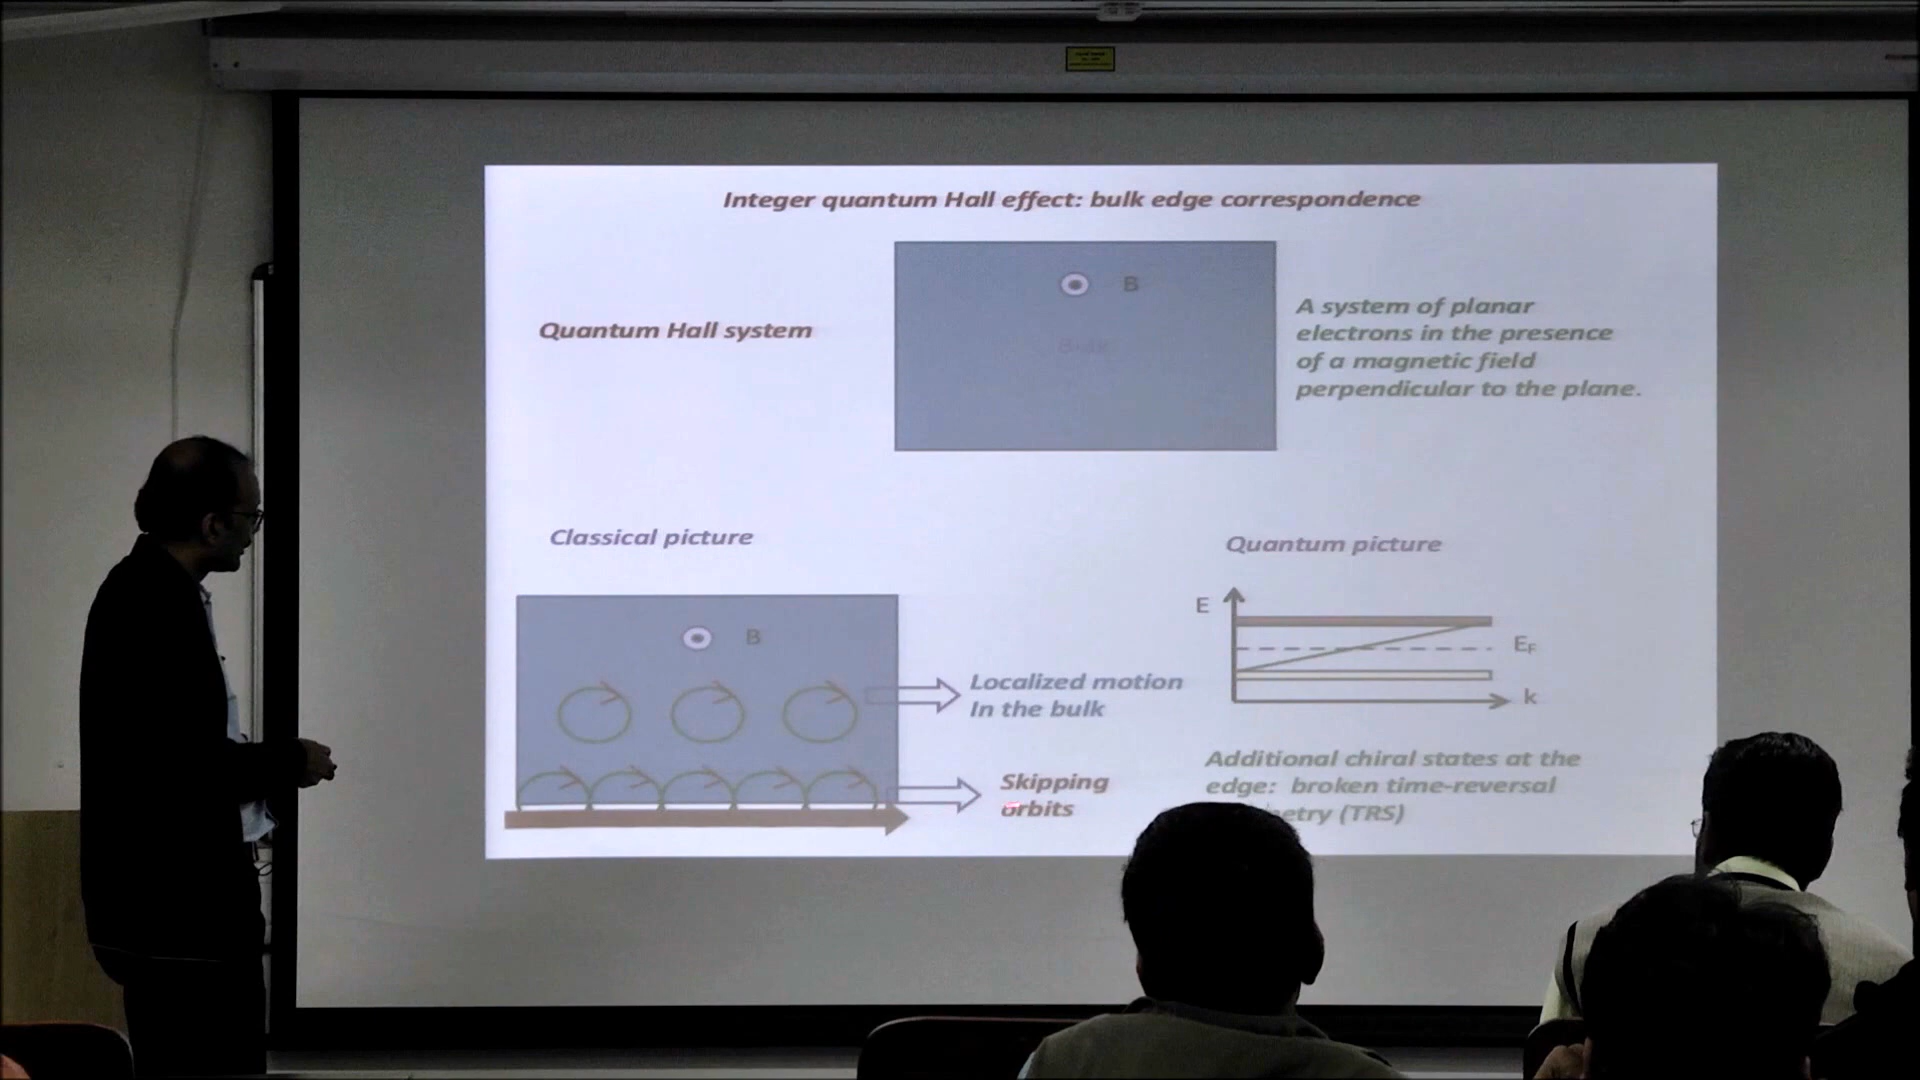 Integer quantum Hall effect: bulk edge correspondence
B
Bulk
Quantum Hall system
A system of planar
electrons in the presence
of a magnetic field
perpendicular to the plane.
Classical picture
Quantum picture
B
E
E_F
k
Localized motion
In the bulk
Skipping
orbits
Additional chiral states at the
edge: broken time-reversal
(TRS)